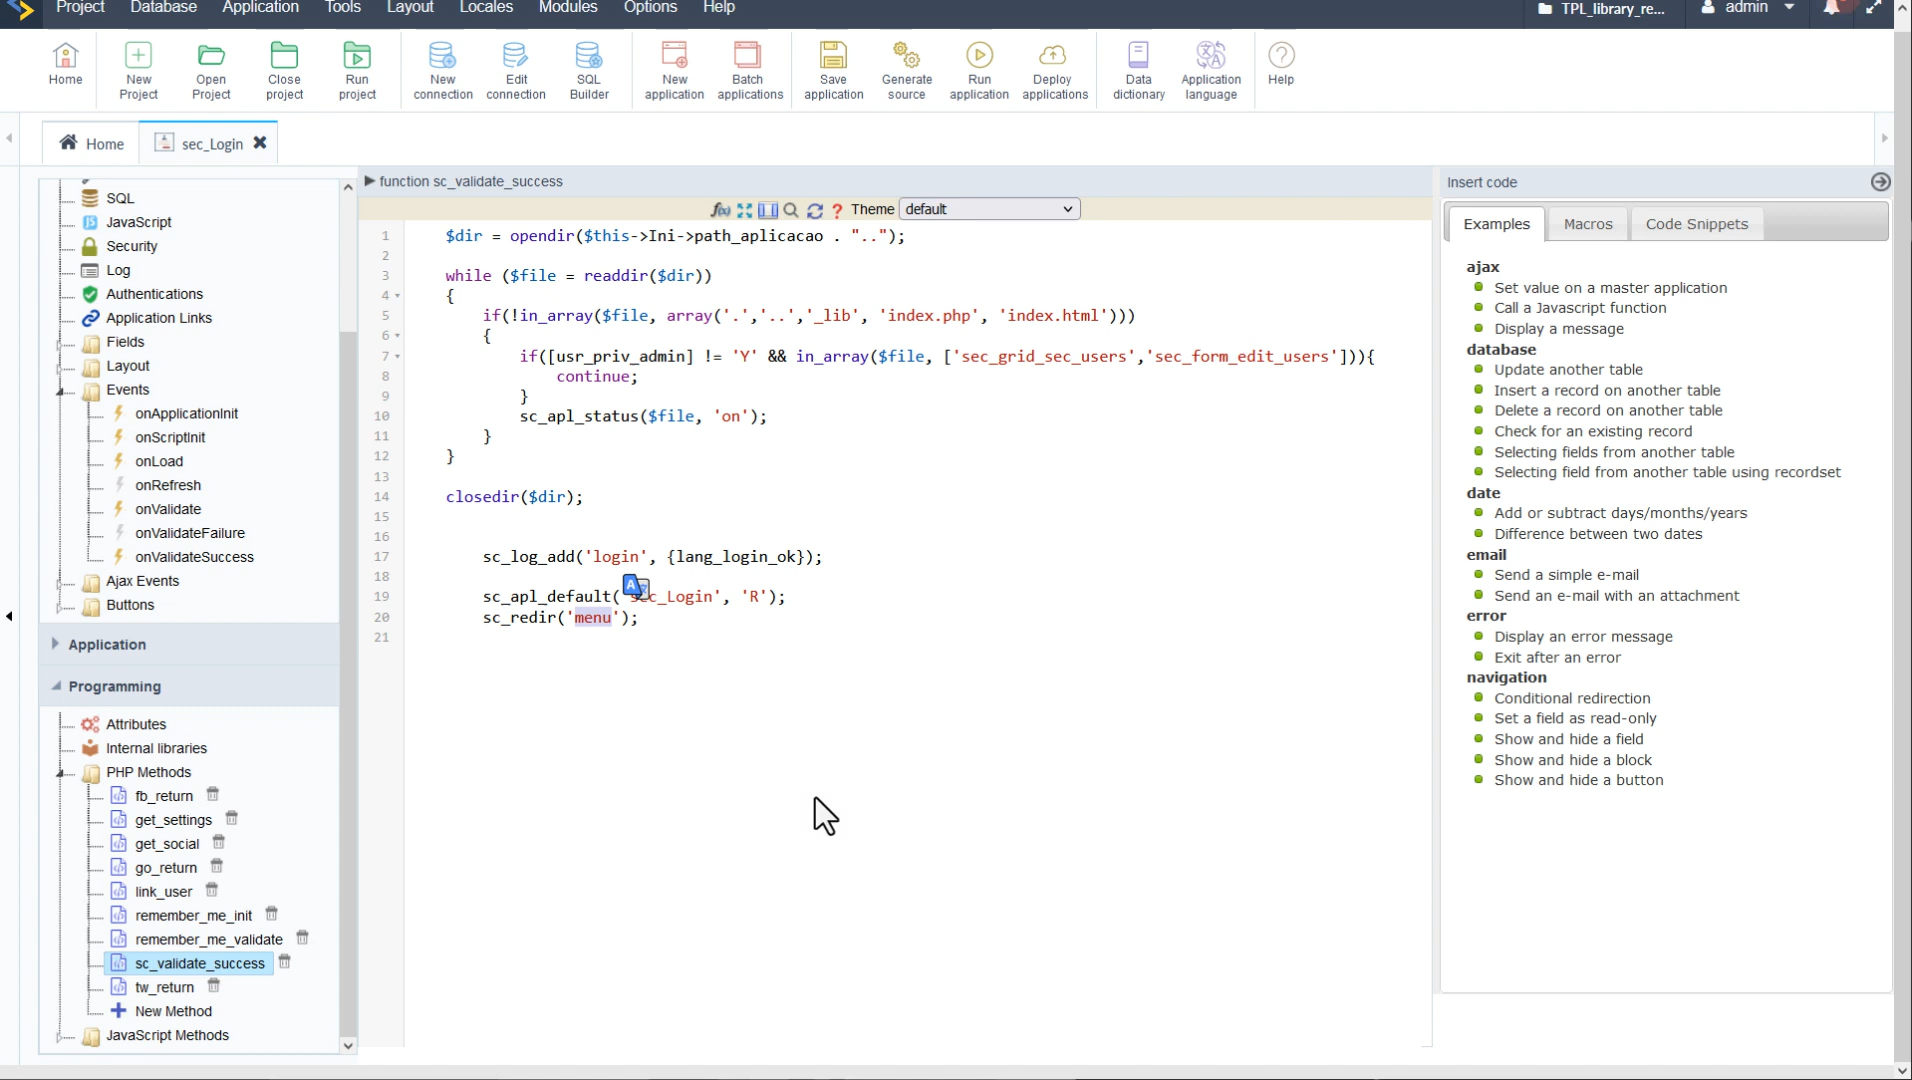 Project Database Application Tools Layout Locales Modules Options Help TPL_library_re... admin
Home New Project Open Project Close project Run project New connection Edit connection SQL Builder New application Batch applications Save application Generate source Run application Deploy applications Data dictionary Application language Help
Home sec_Login
SQL
JavaScript
Security
Log
Authentications
Application Links
Fields
Layout
Events
onApplicationInit
onScriptInit
onLoad
onRefresh
onValidate
onValidateFailure
onValidateSuccess
Ajax Events
Buttons
Application
Programming
Attributes
Internal libraries
PHP Methods
fb_return
get_settings
get_social
go_return
link_user
remember_me_init
remember_me_validate
sc_validate_success
tw_return
New Method
JavaScript Methods
function sc_validate_success
f(x) ? Theme default
1 $dir = opendir($this->Ini->path_aplicacao . "..");
2
3 while ($file = readdir($dir))
4 {
5 if(!in_array($file, array('.','..','_lib', 'index.php', 'index.html')))
6 {
7 if([usr_priv_admin] != 'Y' && in_array($file, ['sec_grid_sec_users','sec_form_edit_users'])){
8 continue;
9 }
10 sc_apl_status($file, 'on');
11 }
12 }
13
14 closedir($dir);
15
16
17 sc_log_add('login', {lang_login_ok});
18
19 sc_apl_default( sec_Login', 'R');
20 sc_redir('menu');
21
Insert code
Examples Macros Code Snippets
ajax
Set value on a master application
Call a Javascript function
Display a message
database
Update another table
Insert a record on another table
Delete a record on another table
Check for an existing record
Selecting fields from another table
Selecting field from another table using recordset
date
Add or subtract days/months/years
Difference between two dates
email
Send a simple e-mail
Send an e-mail with an attachment
error
Display an error message
Exit after an error
navigation
Conditional redirection
Set a field as read-only
Show and hide a field
Show and hide a block
Show and hide a button